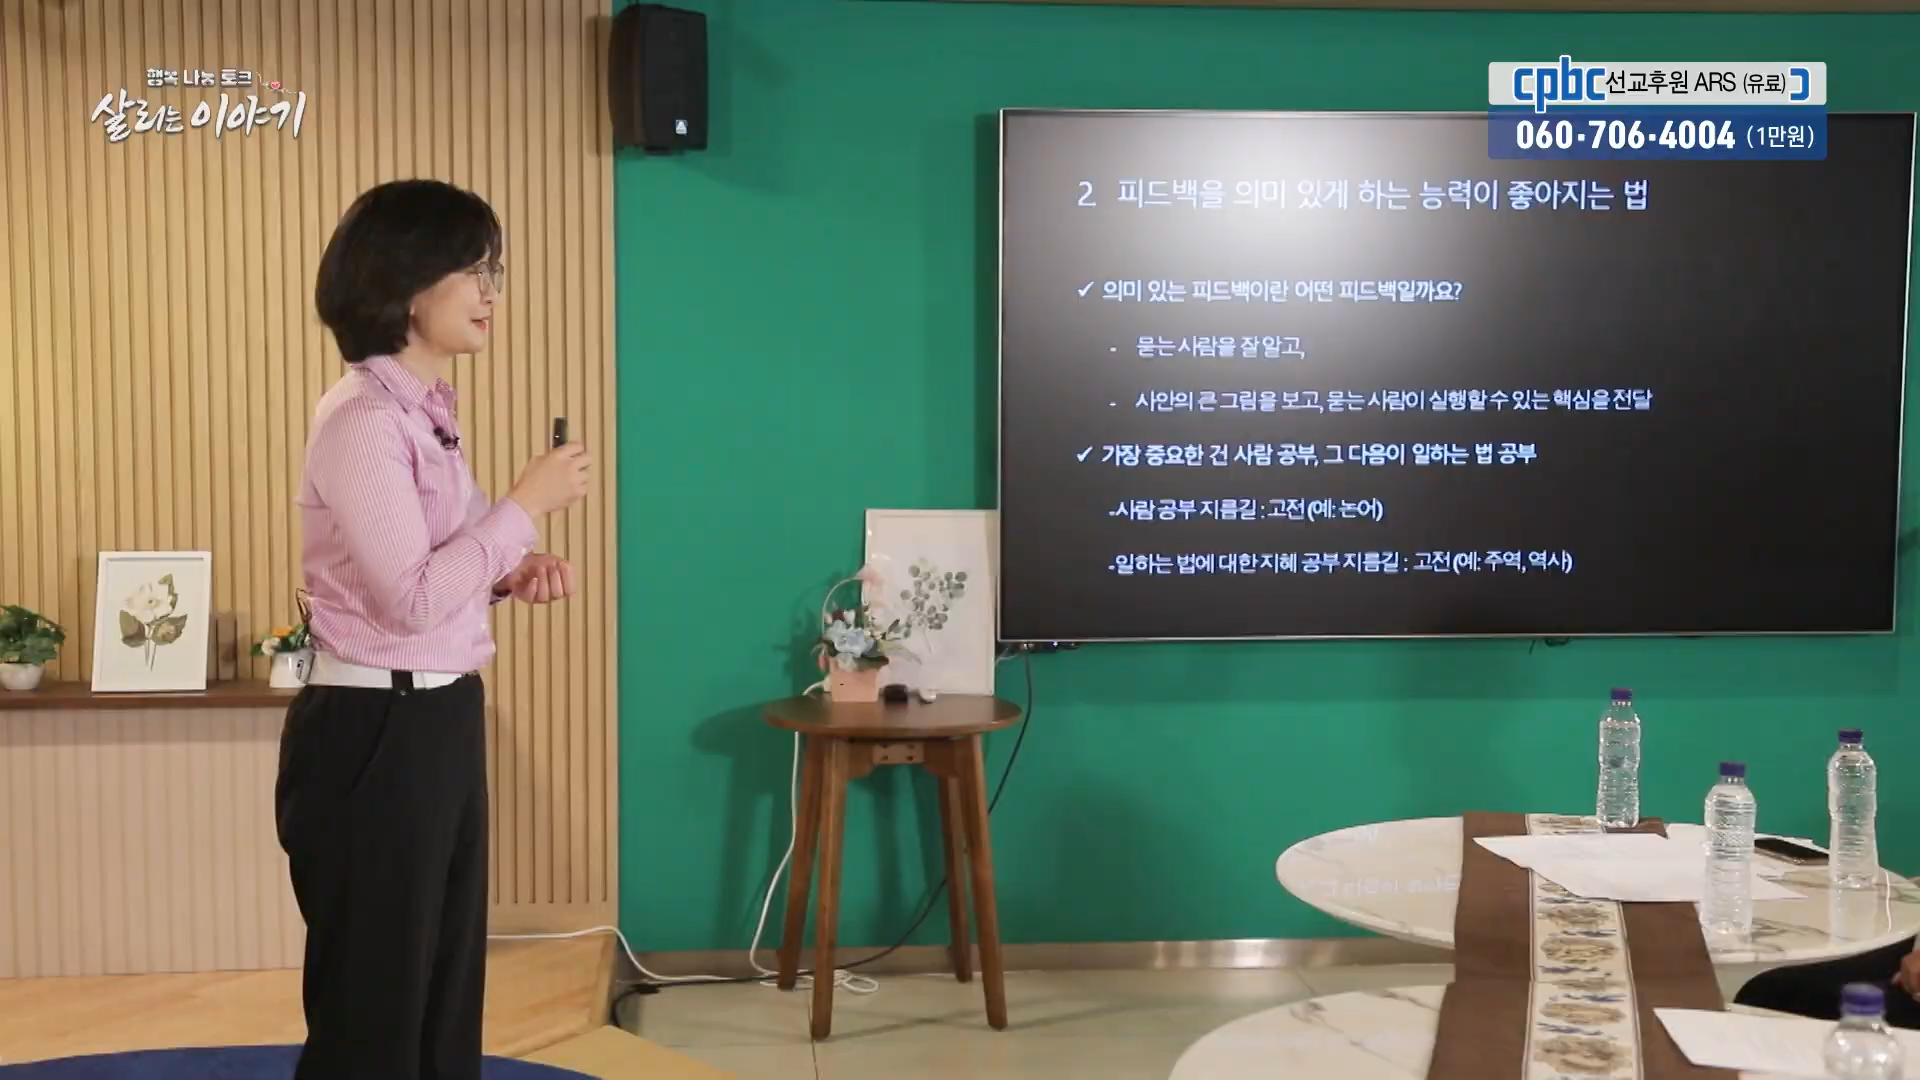 행복 나눔 토크
살리는 이야기
cpbc 선교후원 ARS (유료)
060·706·4004 (1만원)
2 피드백을 의미 있게 하는 능력이 좋아지는 법
✓ 의미 있는 피드백이란 어떤 피드백일까요?
- 묻는 사람을 잘 알고,
- 사안의 큰 그림을 보고, 묻는 사람이 실행할 수 있는 핵심을 전달
✓ 가장 중요한 건 사람 공부, 그 다음이 일하는 법 공부
-사람 공부 지름길 : 고전 (예: 논어)
-일하는 법에 대한 지혜 공부 지름길 : 고전 (예: 주역, 역사)